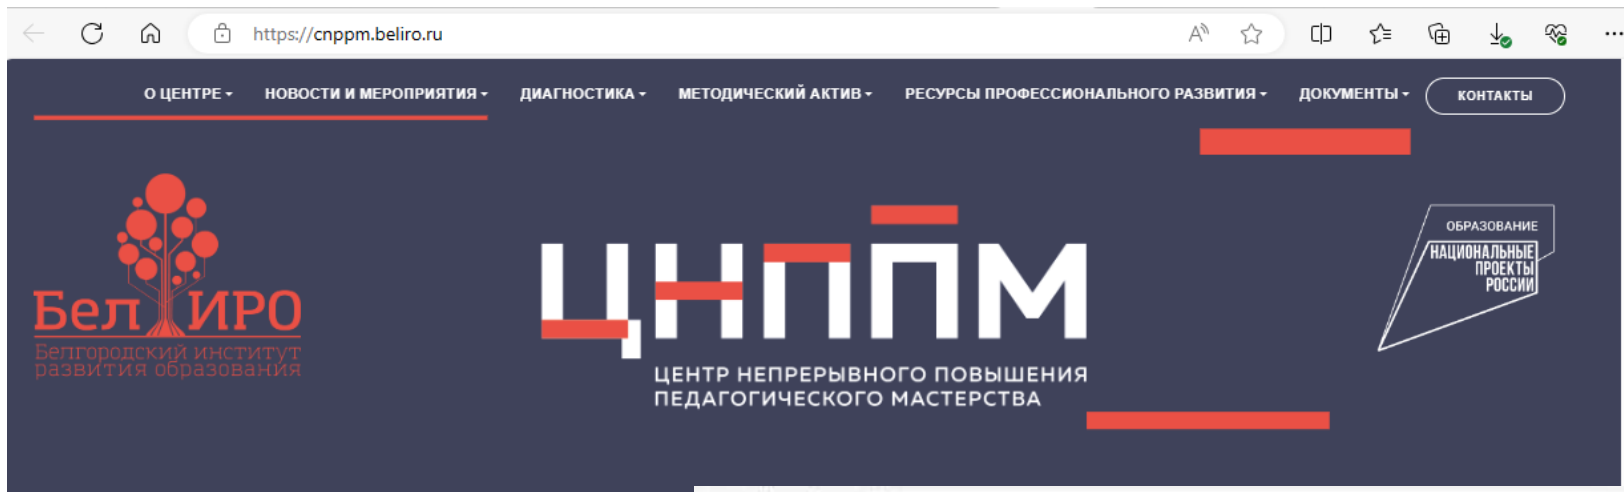 https://cnppm.beliro.ru
О ЦЕНТРЕ НОВОСТИ И МЕРОПРИЯТИЯ ДИАГНОСТИКА МЕТОДИЧЕСКИЙ АКТИВ РЕСУРСЫ ПРОФЕССИОНАЛЬНОГО РАЗВИТИЯ ДОКУМЕНТЫ КОНТАКТЫ
БелИРО
Белгородский институт
развития образования
ЦНППМ
ЦЕНТР НЕПРЕРЫВНОГО ПОВЫШЕНИЯ
ПЕДАГОГИЧЕСКОГО МАСТЕРСТВА
ОБРАЗОВАНИЕ
НАЦИОНАЛЬНЫЕ
ПРОЕКТЫ
РОССИИ